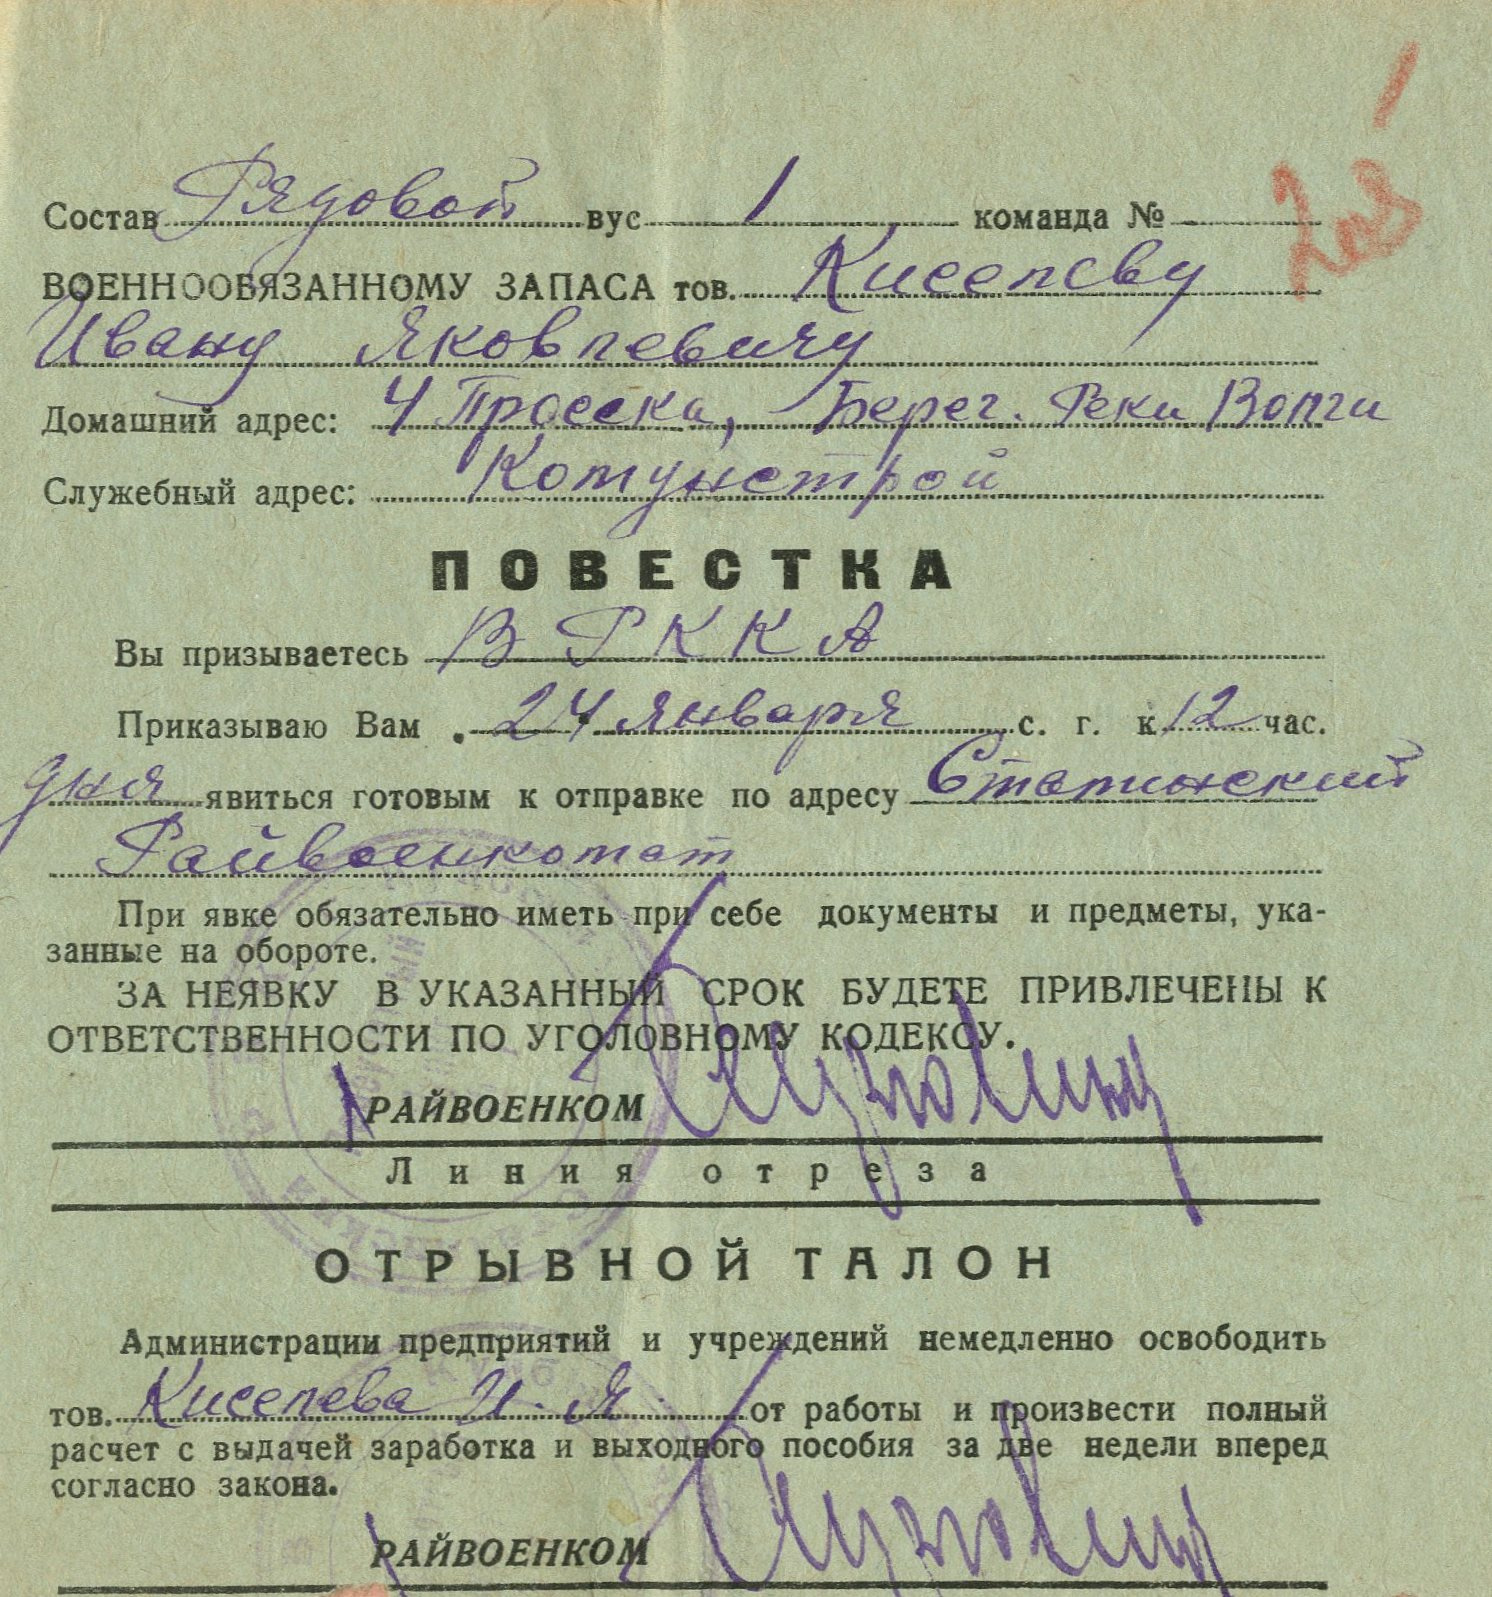 Состав Рядовой вус 1 команда №
ВОЕННООБЯЗАННОМУ ЗАПАСА тов. Киселеву
Ивану Яковлевичу
Домашний адрес: 4 Просека, Берег. Реки Волги
Служебный адрес: Комунстрой
ПОВЕСТКА
Вы призываетесь В РККА
Приказываю Вам 24 января с. г. к 12 час.
дня явиться готовым к отправке по адресу Сталинский
Райвоенкомат
При явке обязательно иметь при себе документы и предметы, ука-
занные на обороте.
ЗА НЕЯВКУ В УКАЗАННЫЙ СРОК БУДЕТЕ ПРИВЛЕЧЕНЫ К
ОТВЕТСТВЕННОСТИ ПО УГОЛОВНОМУ КОДЕКСУ.
РАЙВОЕНКОМ
Линия отреза
ОТРЫВНОЙ ТАЛОН
Администрации предприятий и учреждений немедленно освободить
тов. Киселева И. Я. от работы и произвести полный
расчет с выдачей заработка и выходного пособия за две недели вперед
согласно закона.
РАЙВОЕНКОМ